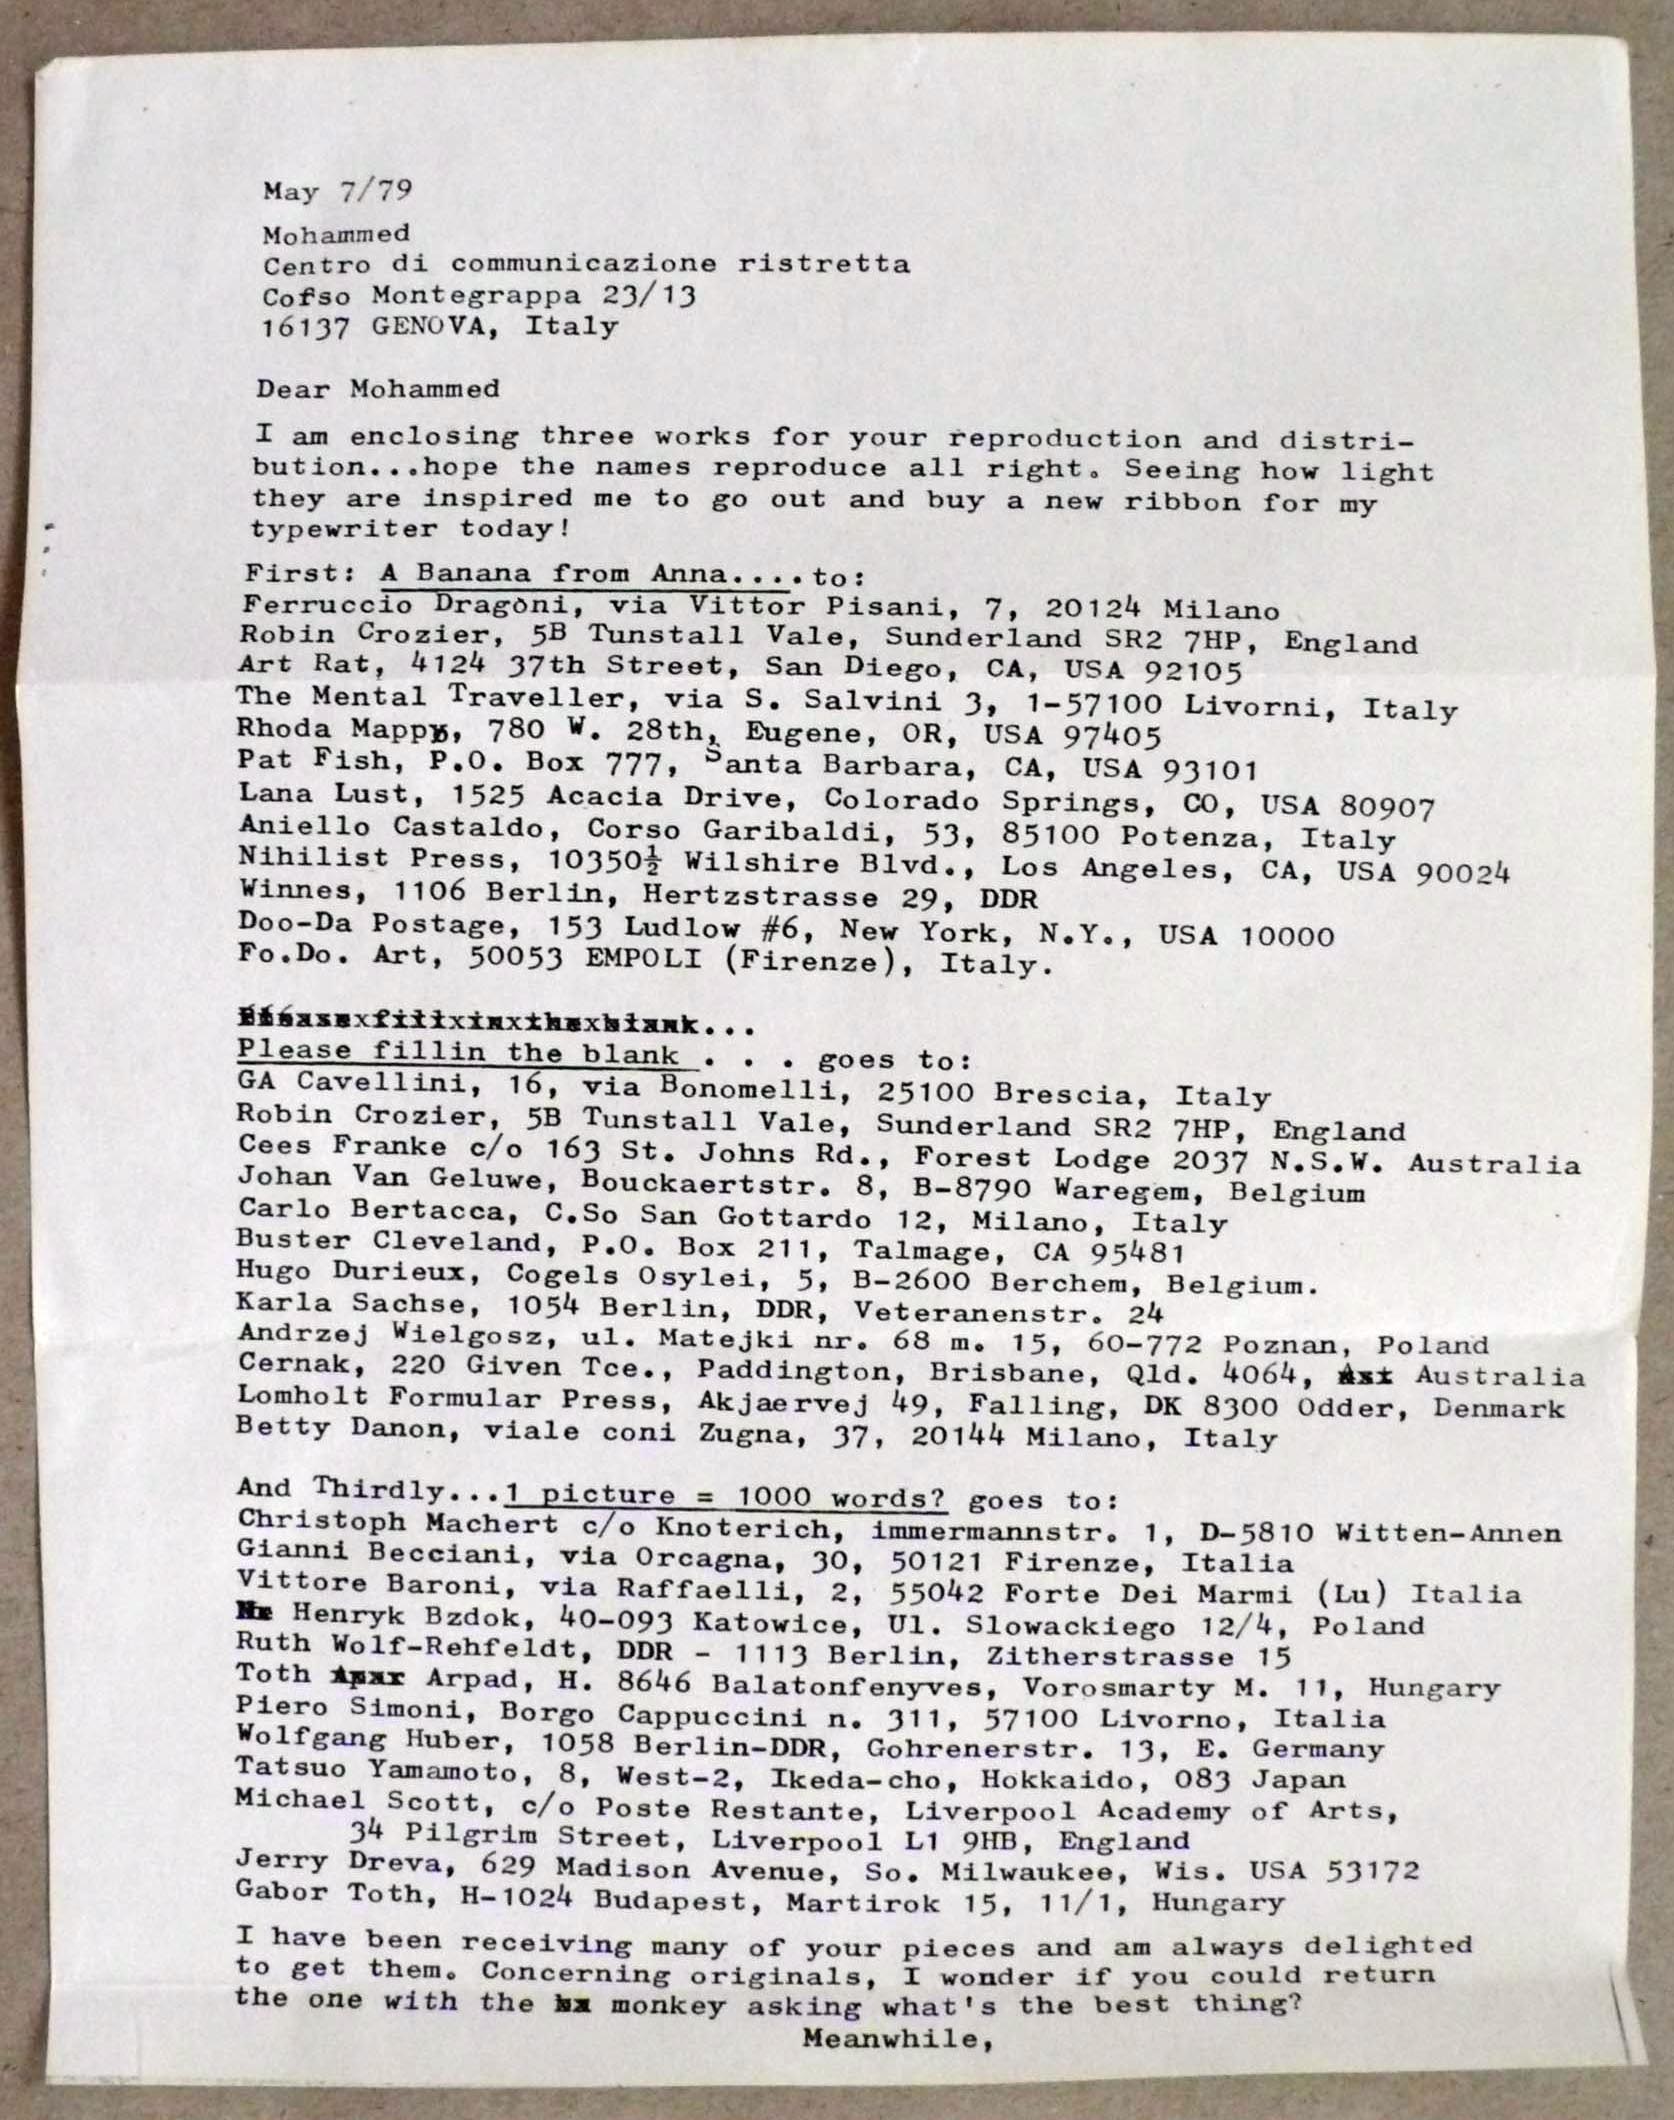 May 7/79
Mohammed
Centro di communicazione ristretta
Cofso Montegrappa 23/13
16137 GENOVA, Italy
Dear Mohammed
I am enclosing three works for your reproduction and distri-
bution...hope the names reproduce all right. Seeing how light
they are inspired me to go out and buy a new ribbon for my
typewriter today!
First: A Banana from Anna....to:
Ferruccio Dragoni, via Vittor Pisani, 7, 20124 Milano
Robin Crozier, 5B Tunstall Vale, Sunderland SR2 7HP, England
Art Rat, 4124 37th Street, San Diego, CA, USA 92105
The Mental Traveller, via S. Salvini 3, 1-57100 Livorni, Italy
Rhoda Mappy, 780 W. 28th, Eugene, OR, USA 97405
Pat Fish, P.O. Box 777, Santa Barbara, CA, USA 93101
Lana Lust, 1525 Acacia Drive, Colorado Springs, CO, USA 80907
Aniello Castaldo, Corso Garibaldi, 53, 85100 Potenza, Italy
Nihilist Press, 10350½ Wilshire Blvd., Los Angeles, CA, USA 90024
Winnes, 1106 Berlin, Hertzstrasse 29, DDR
Doo-Da Postage, 153 Ludlow #6, New York, N.Y., USA 10000
Fo.Do. Art, 50053 EMPOLI (Firenze), Italy.
Please fillin the blank . . . goes to:
GA Cavellini, 16, via Bonomelli, 25100 Brescia, Italy
Robin Crozier, 5B Tunstall Vale, Sunderland SR2 7HP, England
Cees Franke c/o 163 St. Johns Rd., Forest Lodge 2037 N.S.W. Australia
Johan Van Geluwe, Bouckaertstr. 8, B-8790 Waregem, Belgium
Carlo Bertacca, C.So San Gottardo 12, Milano, Italy
Buster Cleveland, P.O. Box 211, Talmage, CA 95481
Hugo Durieux, Cogels Osylei, 5, B-2600 Berchem, Belgium.
Karla Sachse, 1054 Berlin, DDR, Veteranenstr. 24
Andrzej Wielgosz, ul. Matejki nr. 68 m. 15, 60-772 Poznan, Poland
Cernak, 220 Given Tce., Paddington, Brisbane, Qld. 4064, Australia
Lomholt Formular Press, Akjaervej 49, Falling, DK 8300 Odder, Denmark
Betty Danon, viale coni Zugna, 37, 20144 Milano, Italy
And Thirdly...1 picture = 1000 words? goes to:
Christoph Machert c/o Knoterich, immermannstr. 1, D-5810 Witten-Annen
Gianni Becciani, via Orcagna, 30, 50121 Firenze, Italia
Vittore Baroni, via Raffaelli, 2, 55042 Forte Dei Marmi (Lu) Italia
Henryk Bzdok, 40-093 Katowice, Ul. Slowackiego 12/4, Poland
Ruth Wolf-Rehfeldt, DDR - 1113 Berlin, Zitherstrasse 15
Toth Arpad, H. 8646 Balatonfenyves, Vorosmarty M. 11, Hungary
Piero Simoni, Borgo Cappuccini n. 311, 57100 Livorno, Italia
Wolfgang Huber, 1058 Berlin-DDR, Gohrenerstr. 13, E. Germany
Tatsuo Yamamoto, 8, West-2, Ikeda-cho, Hokkaido, 083 Japan
Michael Scott, c/o Poste Restante, Liverpool Academy of Arts,
34 Pilgrim Street, Liverpool L1 9HB, England
Jerry Dreva, 629 Madison Avenue, So. Milwaukee, Wis. USA 53172
Gabor Toth, H-1024 Budapest, Martirok 15, 11/1, Hungary
I have been receiving many of your pieces and am always delighted
to get them. Concerning originals, I wonder if you could return
the one with the monkey asking what's the best thing?
Meanwhile,